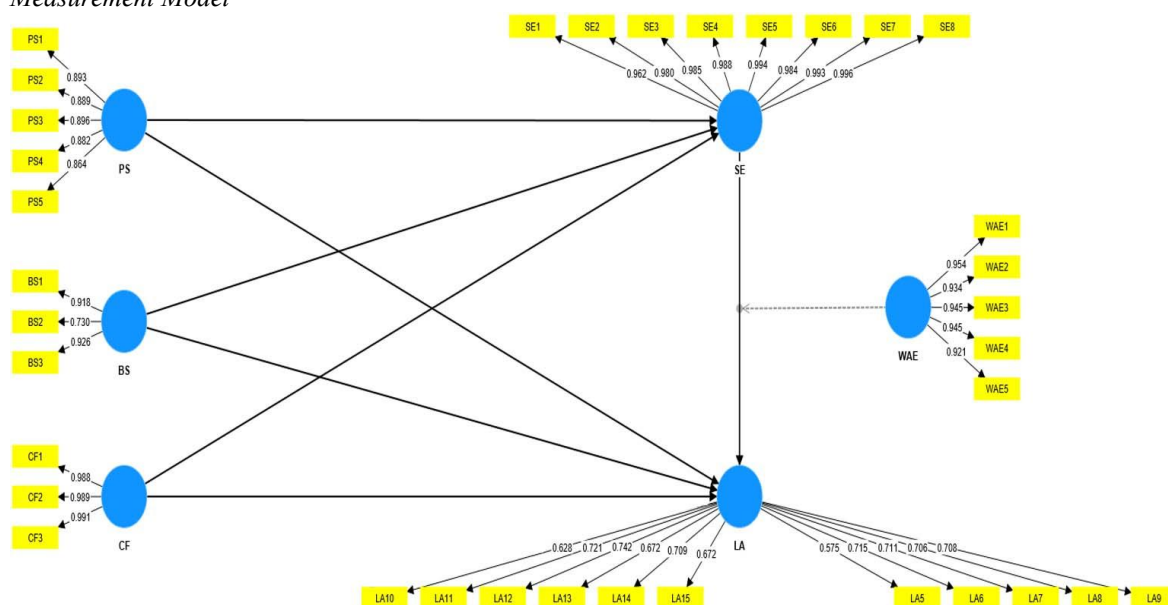 Measurement Model
SE1 SE2 SE3 SE4 SE5 SE6 SE7 SE8
0.962 0.980 0.985 0.988 0.994 0.984 0.993 0.996
SE
PS1
PS2
PS3
PS4
PS5
0.893
0.889
0.896
0.882
0.864
PS
BS1
BS2
BS3
0.918
0.730
0.926
BS
CF1
CF2
CF3
0.988
0.989
0.991
CF
WAE
0.954
0.934
0.945
0.945
0.921
WAE1
WAE2
WAE3
WAE4
WAE5
LA
0.628 0.721 0.742 0.672 0.709 0.672 0.575 0.715 0.711 0.706 0.708
LA10 LA11 LA12 LA13 LA14 LA15 LA5 LA6 LA7 LA8 LA9